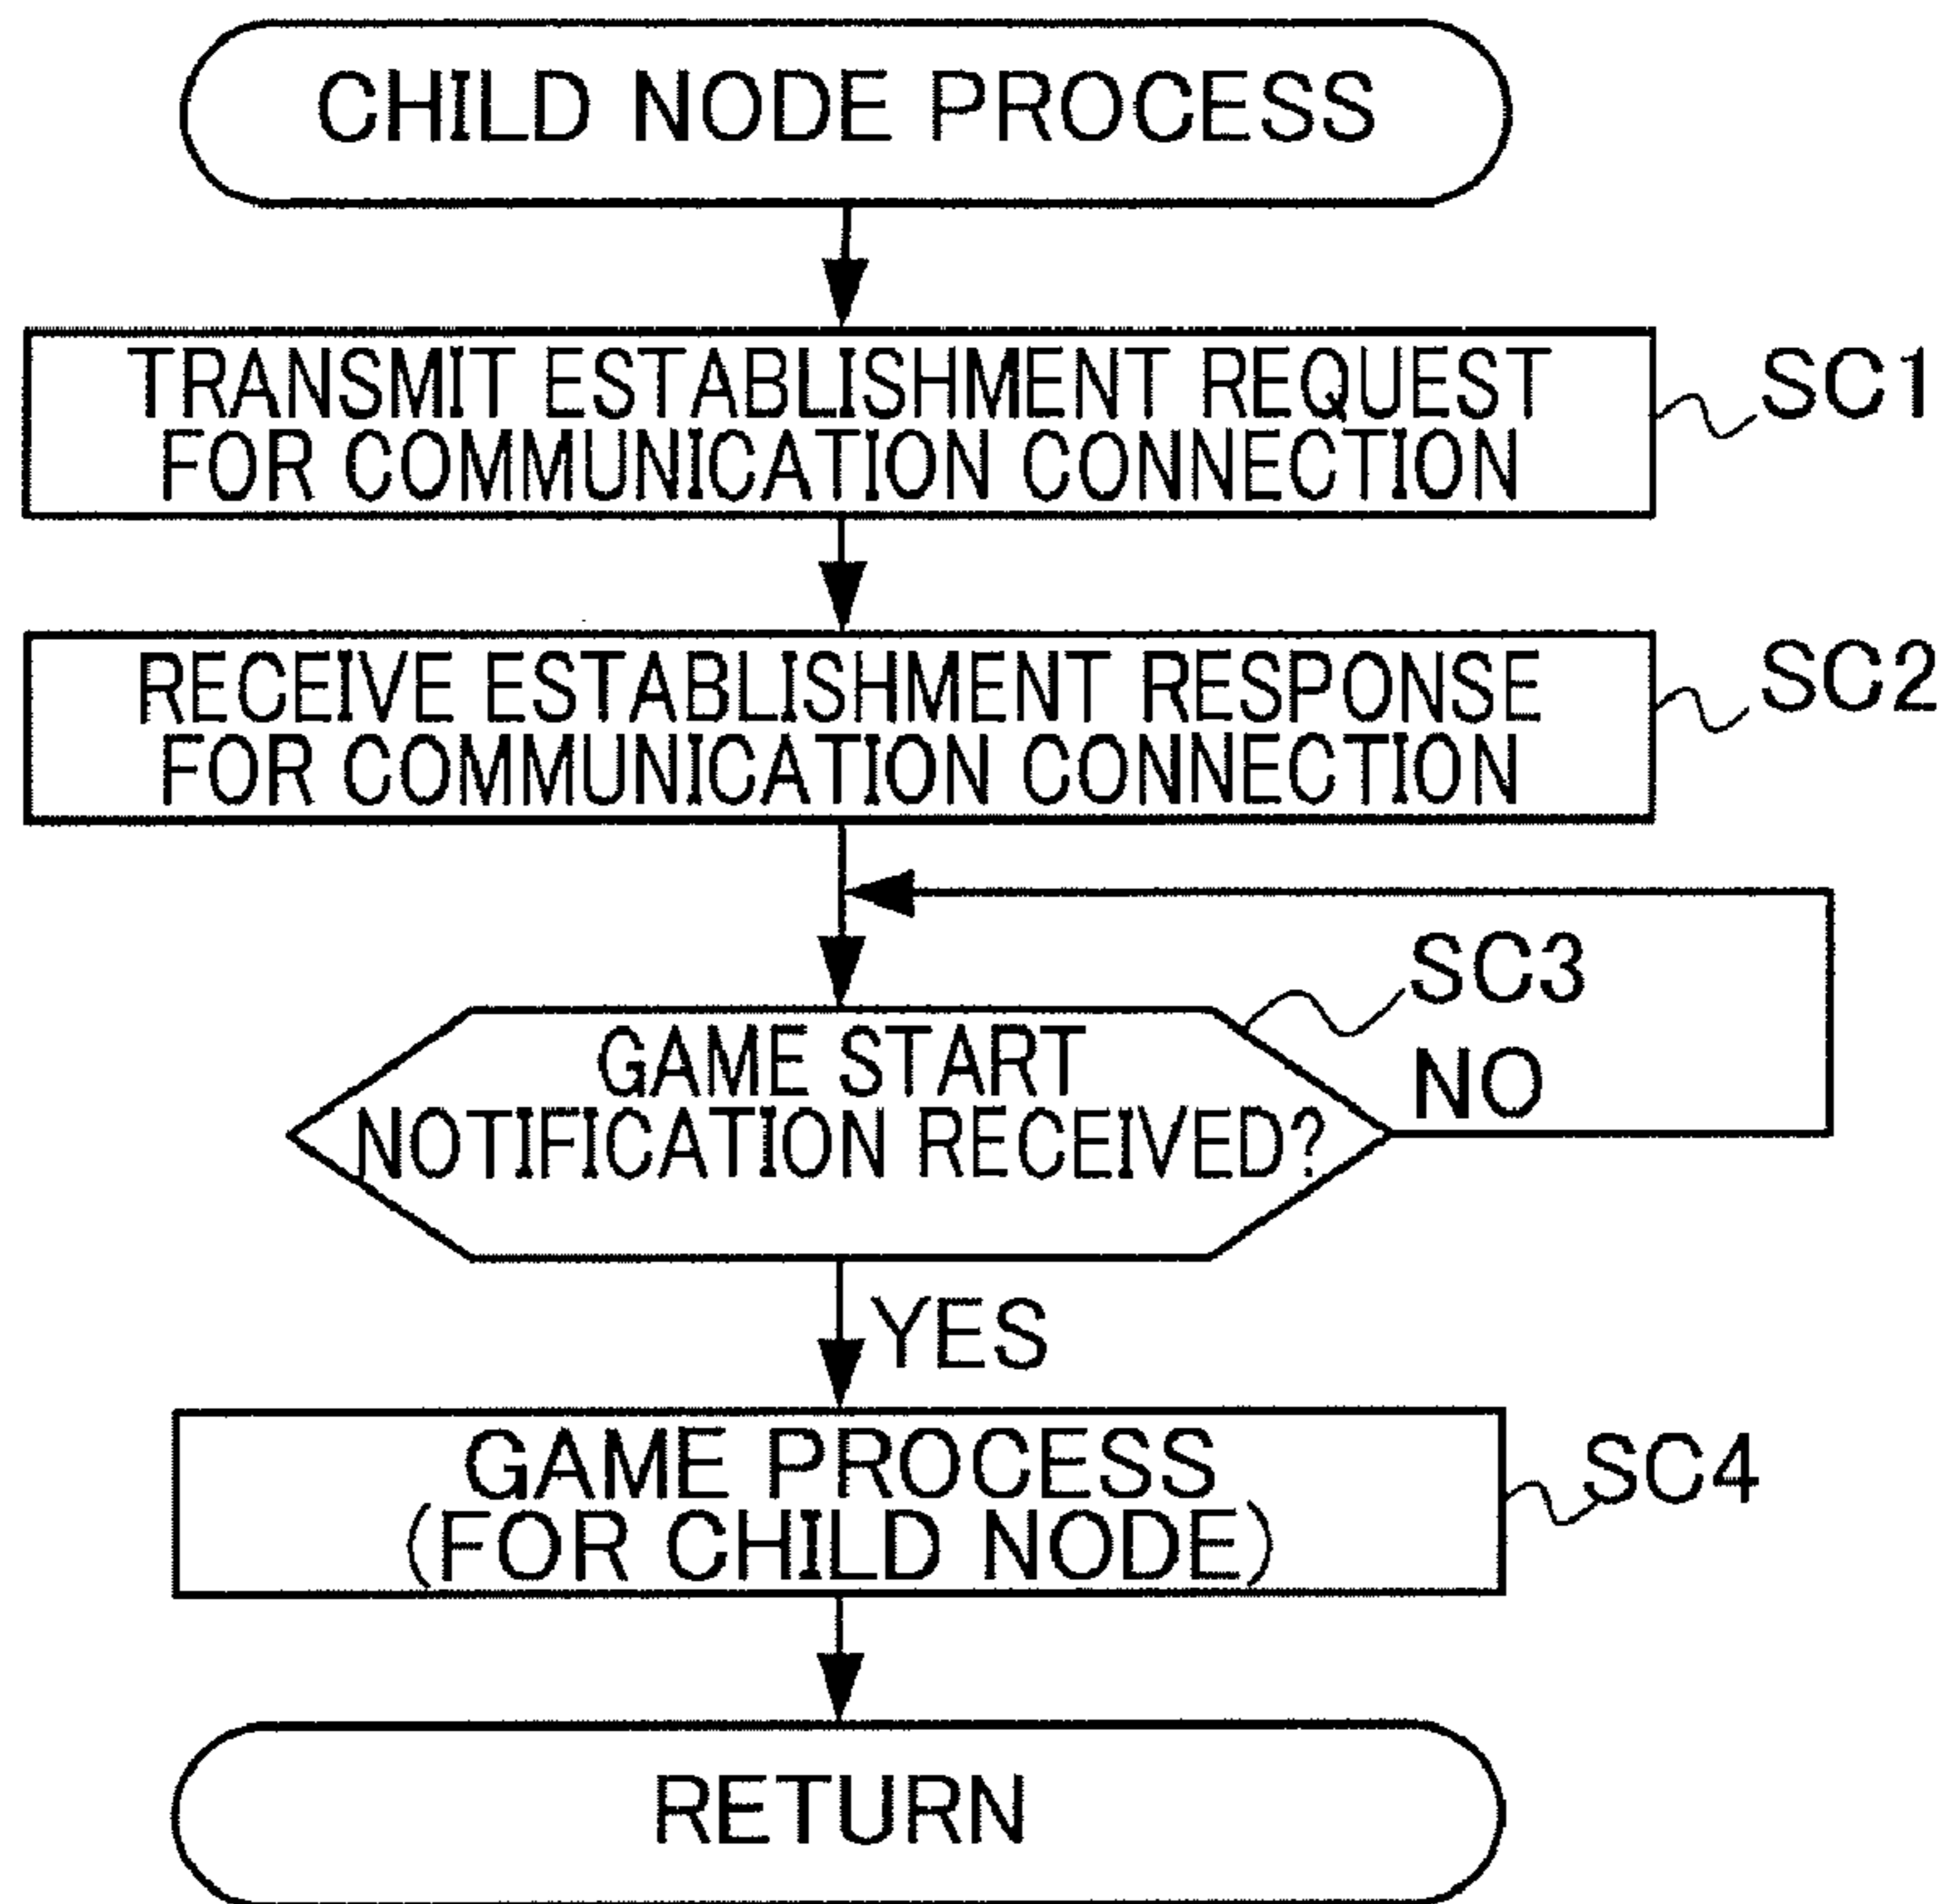 CHILD NODE PROCESS
TRANSMIT ESTABLISHMENT REQUEST
FOR COMMUNICATION CONNECTION
SC1
RECEIVE ESTABLISHMENT RESPONSE
FOR COMMUNICATION CONNECTION
SC2
GAME START
NOTIFICATION RECEIVED?
SC3
NO
YES
GAME PROCESS
(FOR CHILD NODE)
SC4
RETURN